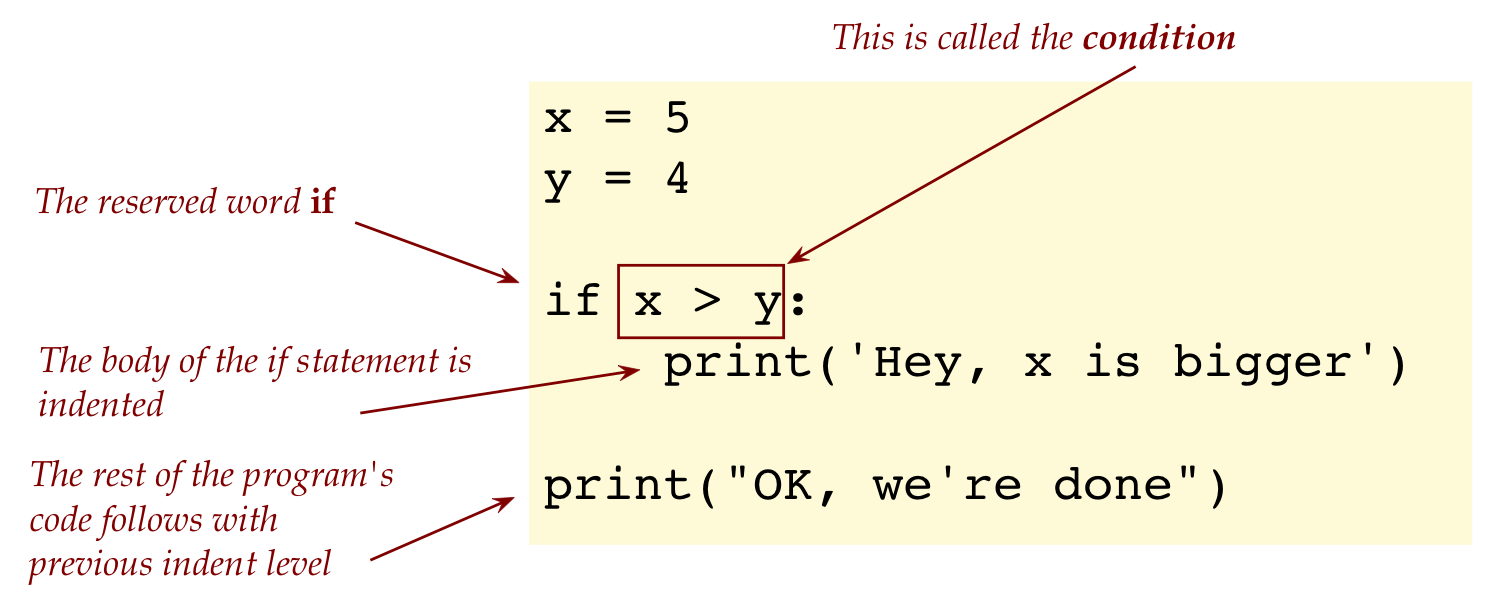 This is called the condition
x = 5
y = 4
The reserved word if
if x > y:
The body of the if statement is
indented
print('Hey, x is bigger')
The rest of the program's
code follows with
previous indent level
print("OK, we're done")